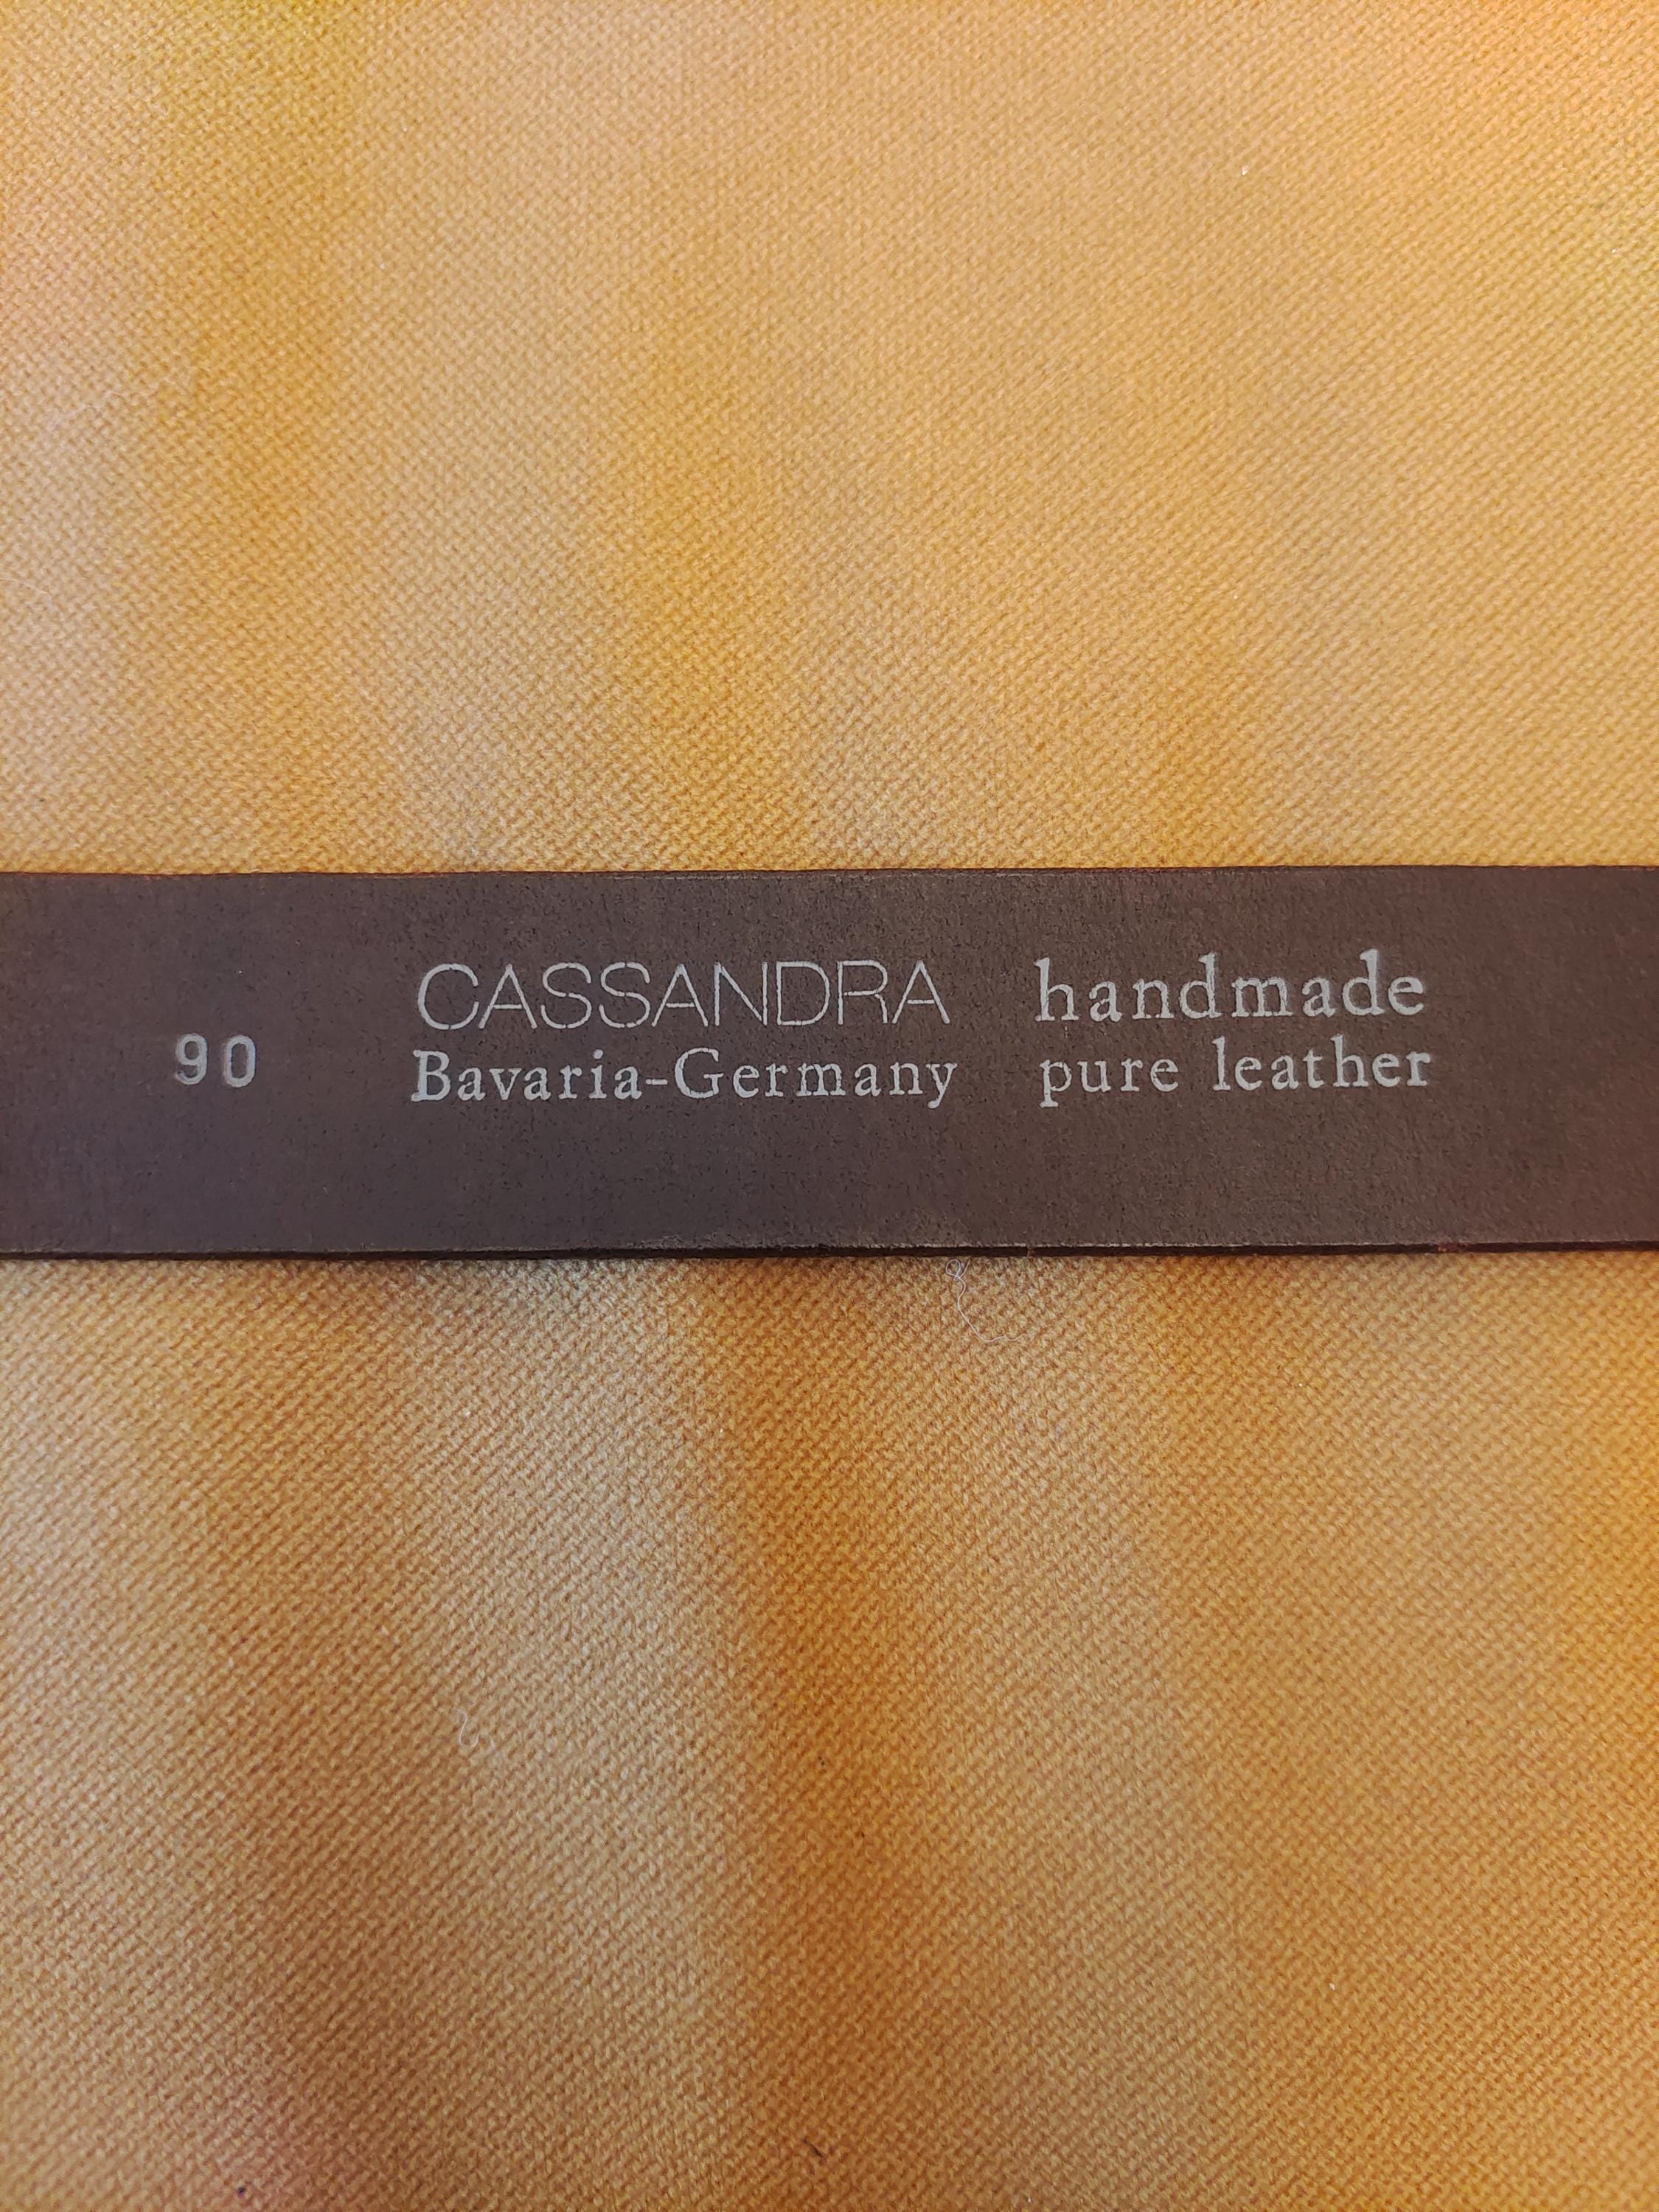 90
CASSANDRA handmade
Bavaria-Germany pure leather